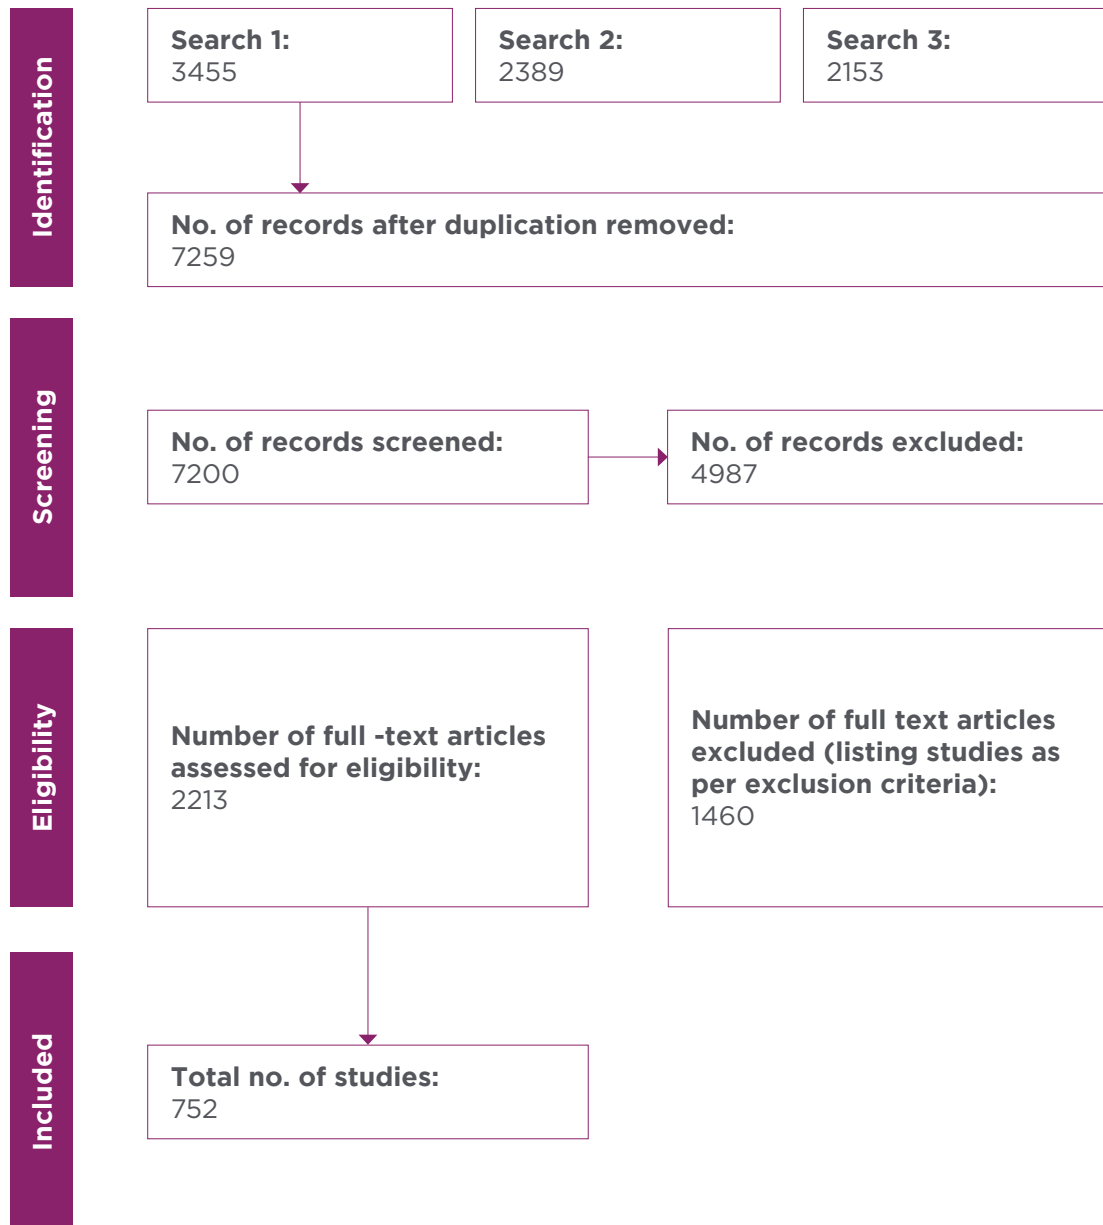 Identification
Search 1:
3455
Search 2:
2389
Search 3:
2153
No. of records after duplication removed:
7259
Screening
No. of records screened:
7200
No. of records excluded:
4987
Eligibility
Number of full -text articles
assessed for eligibility:
2213
Number of full text articles
excluded (listing studies as
per exclusion criteria):
1460
Included
Total no. of studies:
752